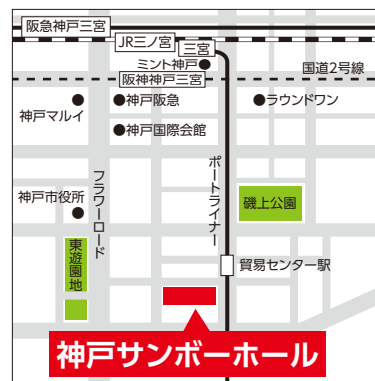 阪急神戸三宮
JR三ノ宮
三宮
ミント神戸
国道2号線
阪神神戸三宮
神戸マルイ
神戸阪急
ラウンドワン
神戸国際会館
フラワーロード
ポートライナー
神戸市役所
磯上公園
東遊園地
貿易センター駅
神戸サンボーホール